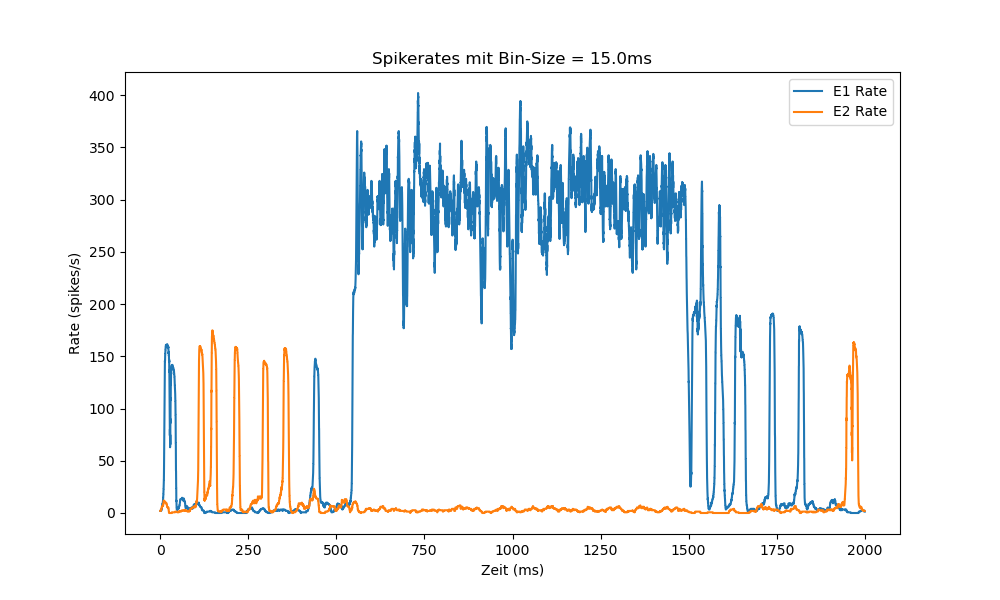 Spikerates mit Bin-Size = 15.0ms
E1 Rate
E2 Rate
Rate (spikes/s)
400
350
300
250
200
150
100
50
0
0 250 500 750 1000 1250 1500 1750 2000
Zeit (ms)